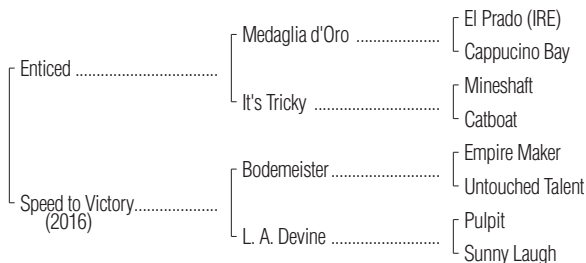 El Prado (IRE)
Medaglia d'Oro ....................
Cappucino Bay
Enticed ...................................
Mineshaft
It's Tricky ..............................
Catboat
Empire Maker
Bodemeister........................
Untouched Talent
Speed to Victory....................
(2016)
Pulpit
L. A. Devine ..........................
Sunny Laugh